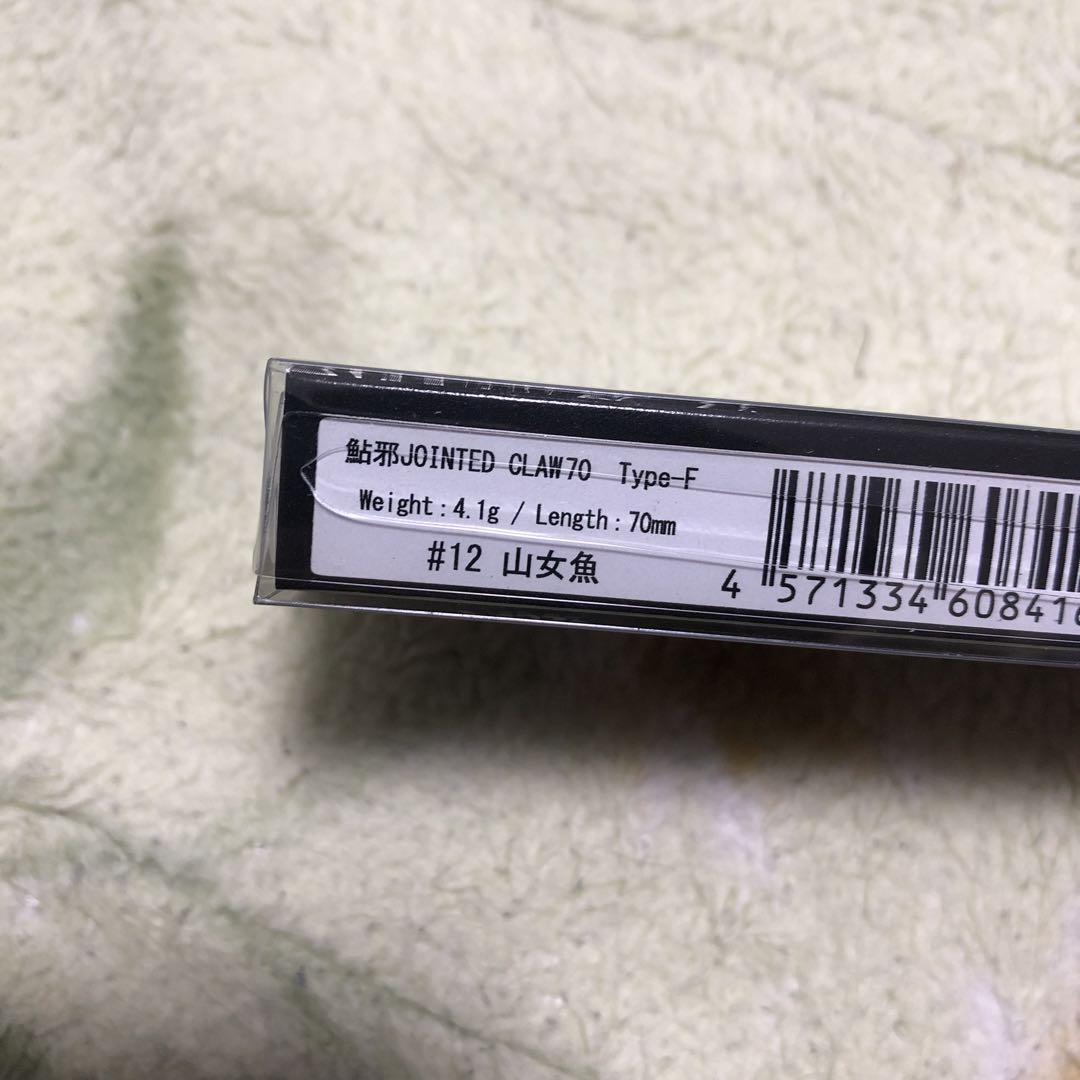 鮎邪JOINTED CLAW70 Type-F
Weight:4.1g / Length:70mm
#12 山女魚
4 571334 60841